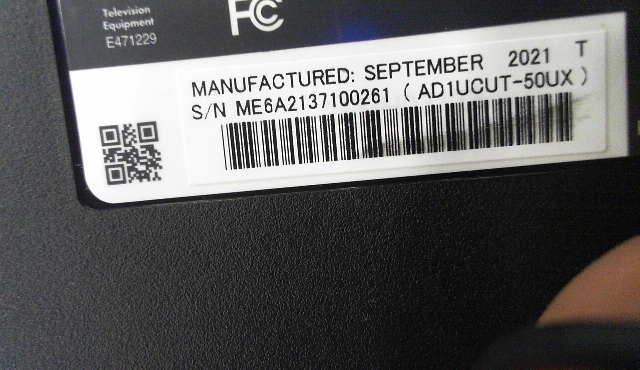 Television
Equipment
E471229
FC
MANUFACTURED: SEPTEMBER 2021 T
S/N ME6A2137100261 ( AD1UCUT-50UX )